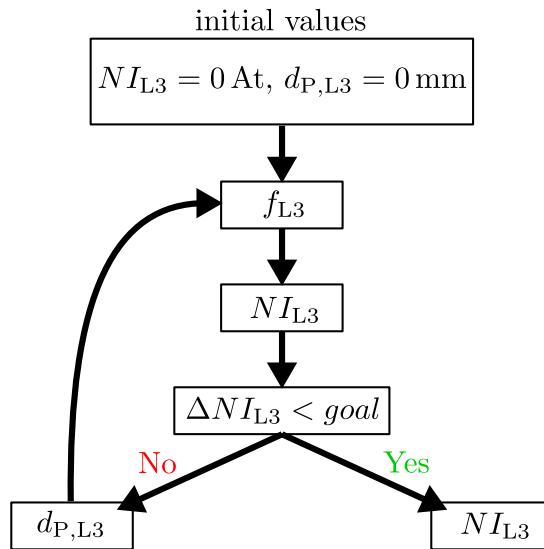 initial values
NI_L3 = 0 At, d_P,L3 = 0 mm
f_L3
NI_L3
ΔNI_L3 < goal
No
Yes
d_P,L3
NI_L3